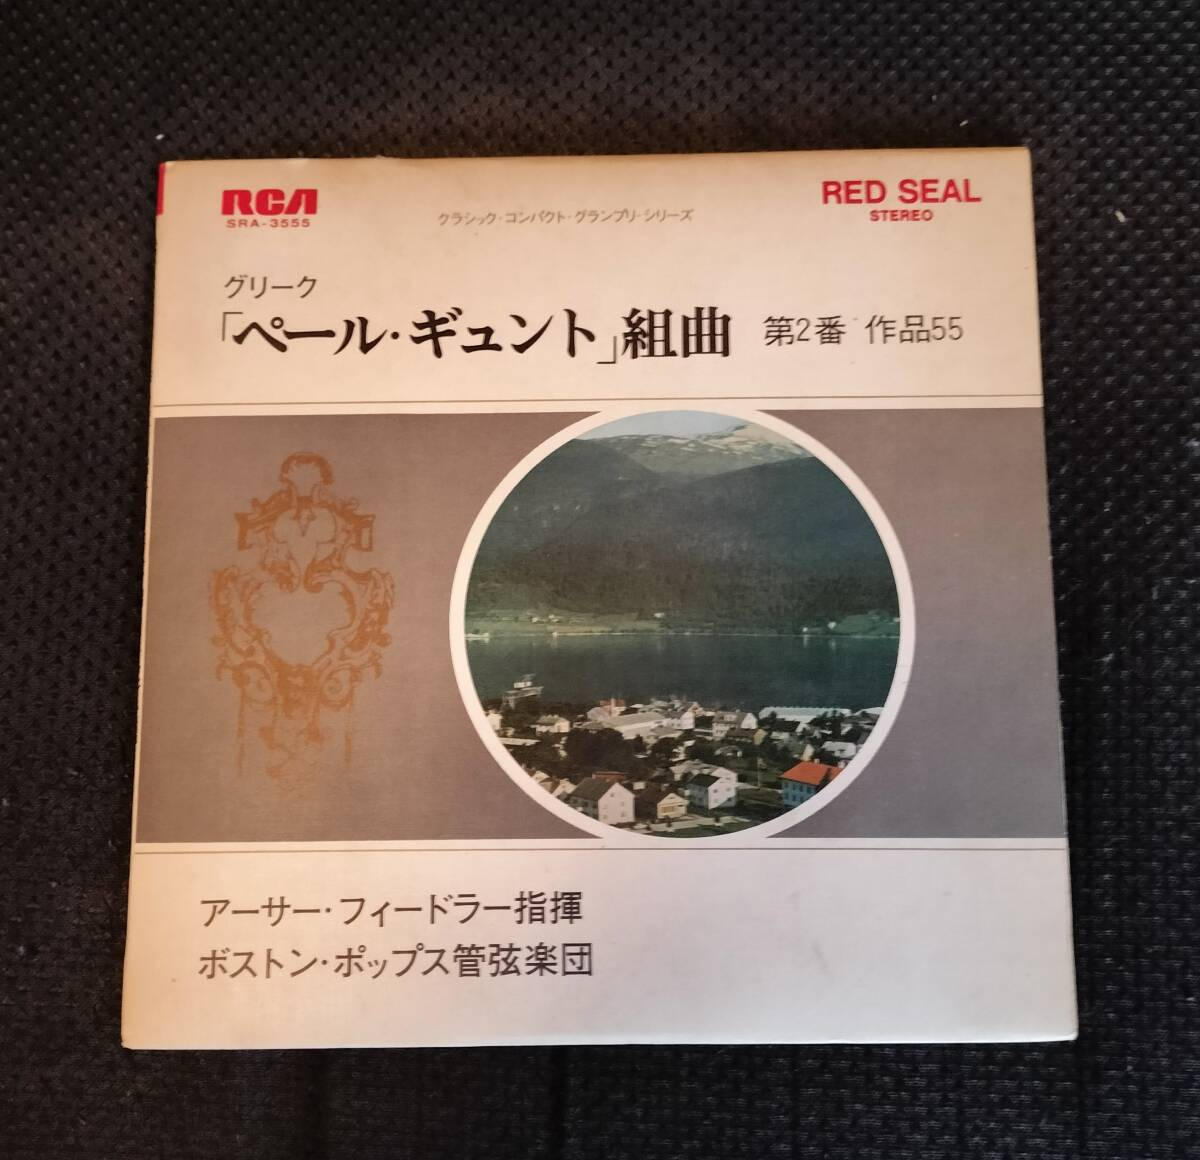 RCA
SRA-3555
クラシック・コンパクト・グランプリ・シリーズ
RED SEAL
STEREO
グリーク
「ペール・ギュント」組曲 第2番 作品55
アーサー・フィードラー指揮
ボストン・ポップス管弦楽団